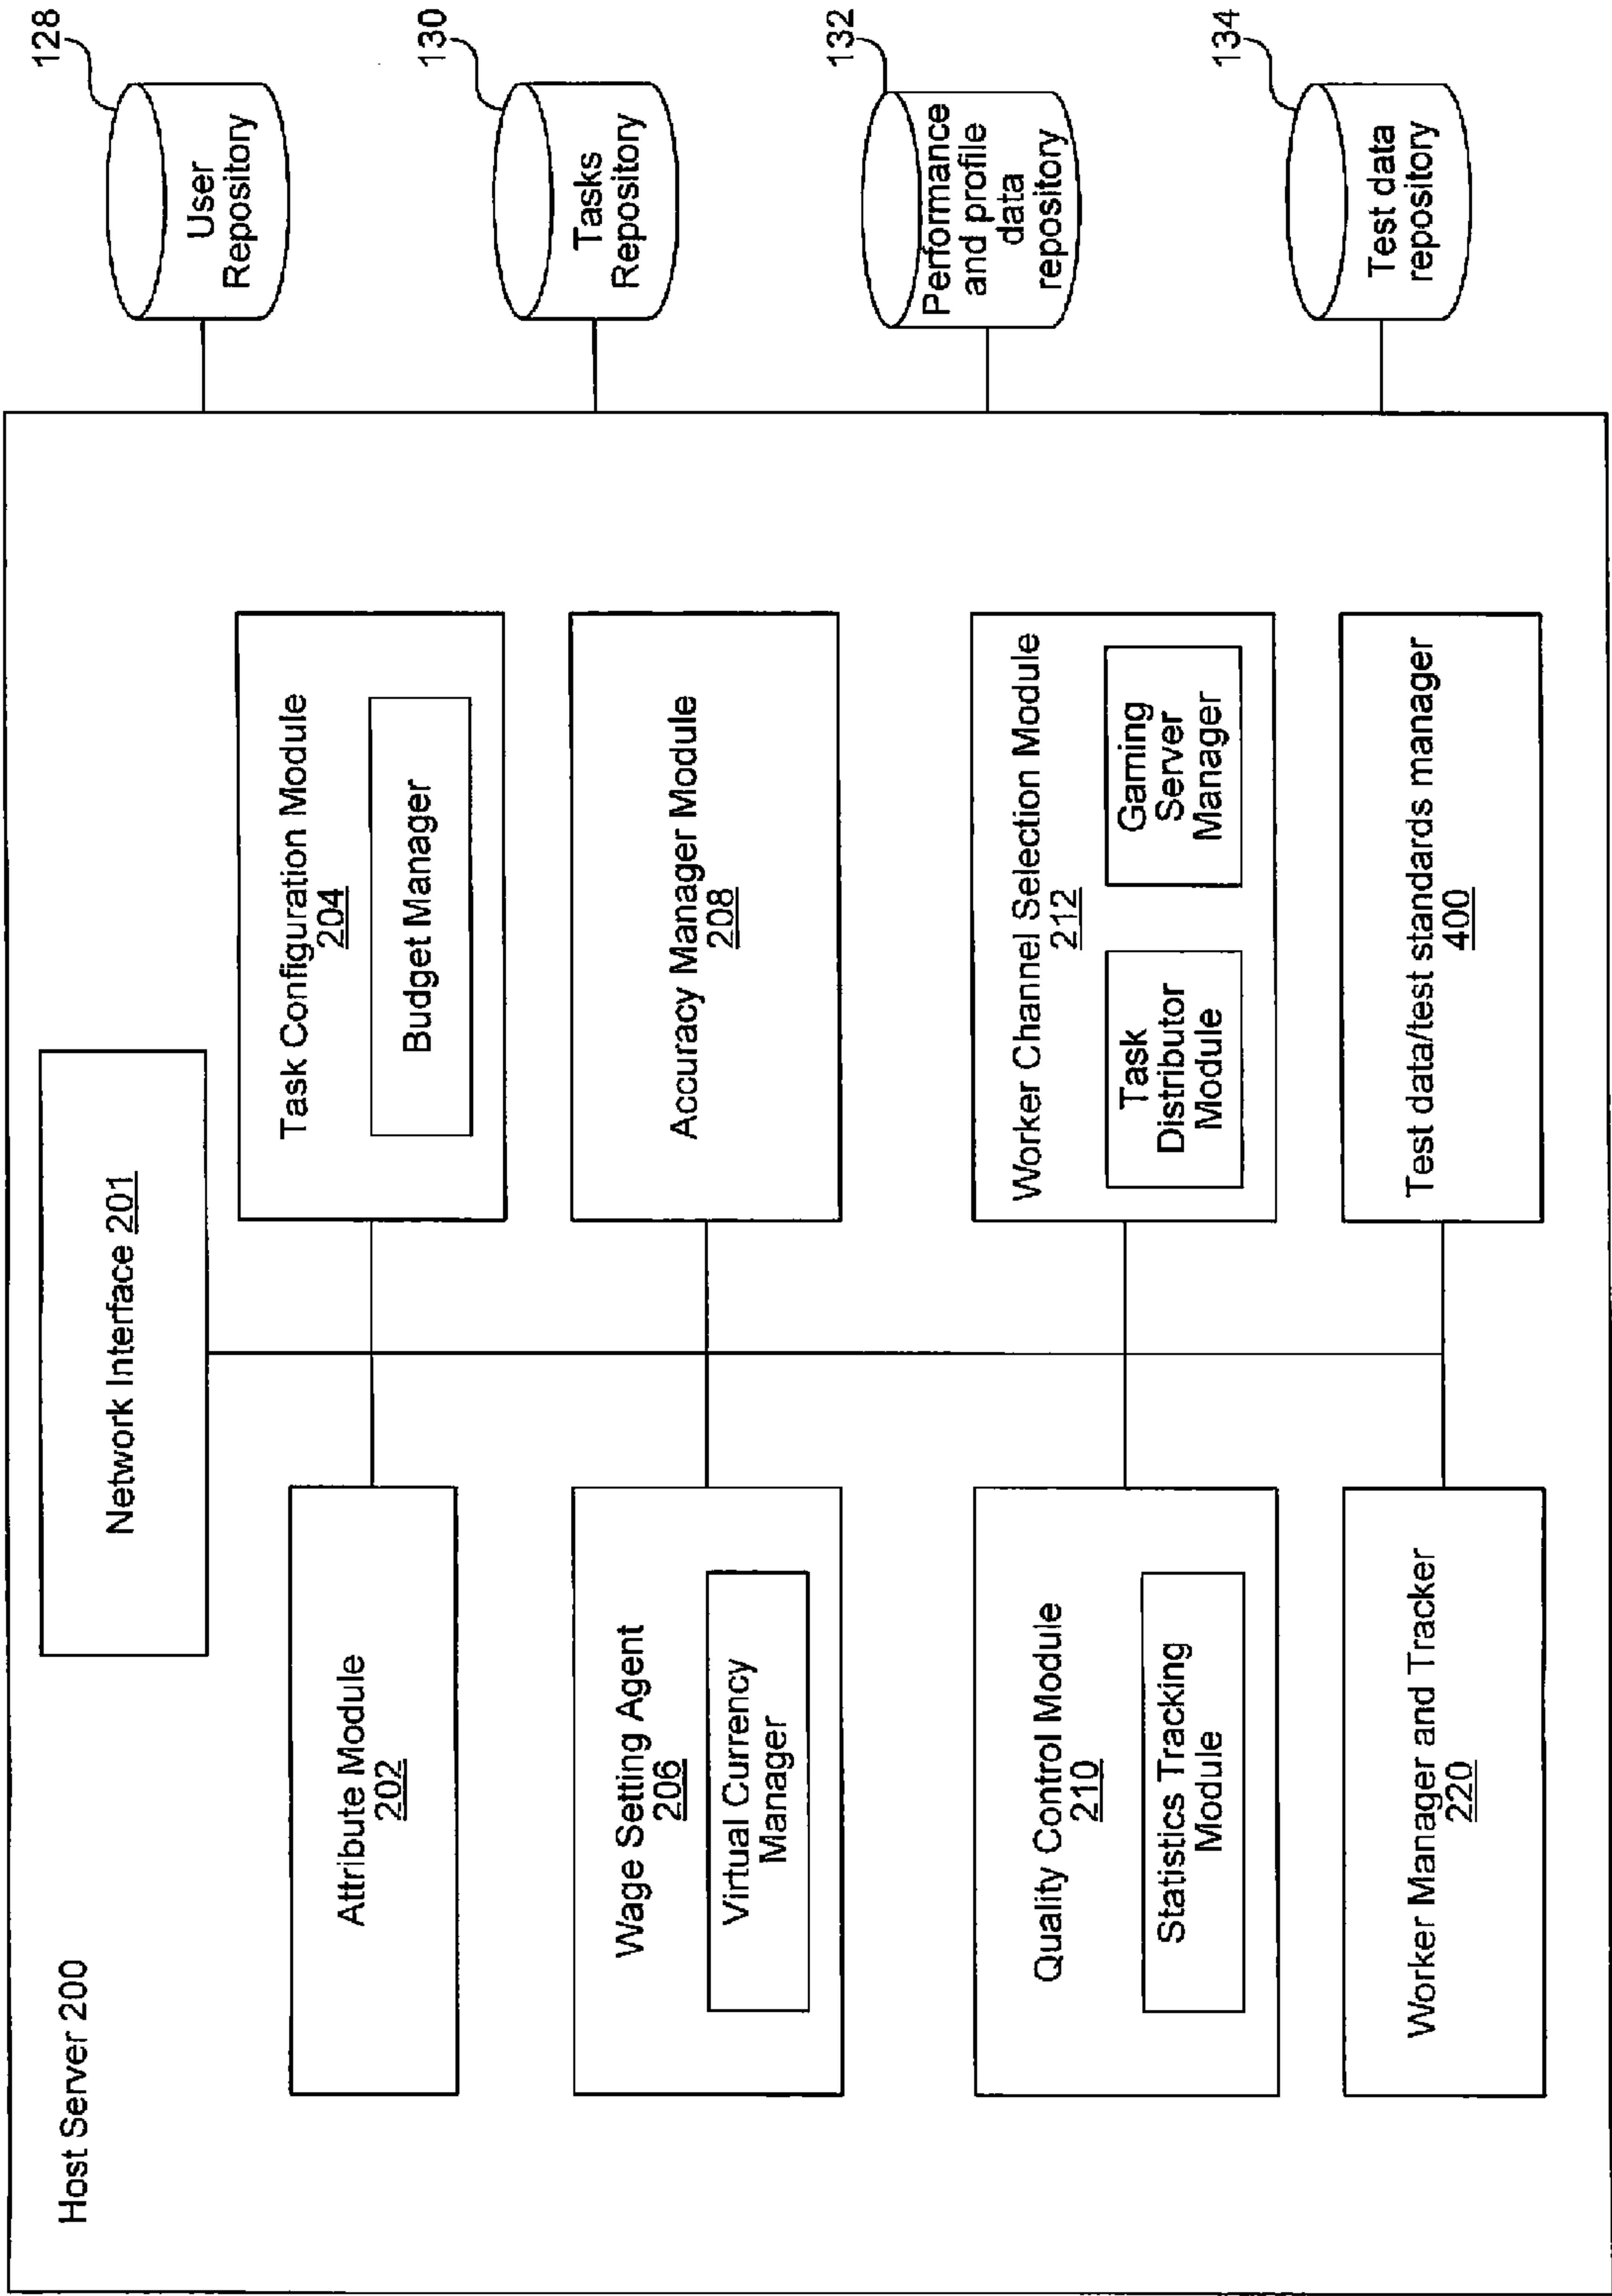 Host Server 200
Network Interface 201
Attribute Module
202
Task Configuration Module
204
Budget Manager
Wage Setting Agent
206
Virtual Currency
Manager
Accuracy Manager Module
208
Quality Control Module
210
Statistics Tracking
Module
Worker Channel Selection Module
212
Task
Distributor
Module
Gaming
Server
Manager
Worker Manager and Tracker
220
Test data/test standards manager
400
128
User
Repository
130
Tasks
Repository
132
Performance
and profile
data
repository
134
Test data
repository